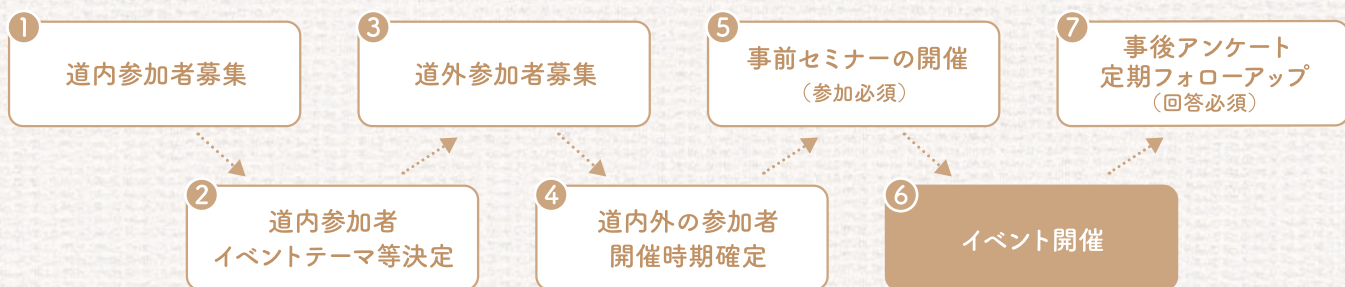 1
道内参加者募集
2
道内参加者
イベントテーマ等決定
3
道外参加者募集
4
道内外の参加者
開催時期確定
5
事前セミナーの開催
（参加必須）
6
イベント開催
7
事後アンケート
定期フォローアップ
（回答必須）